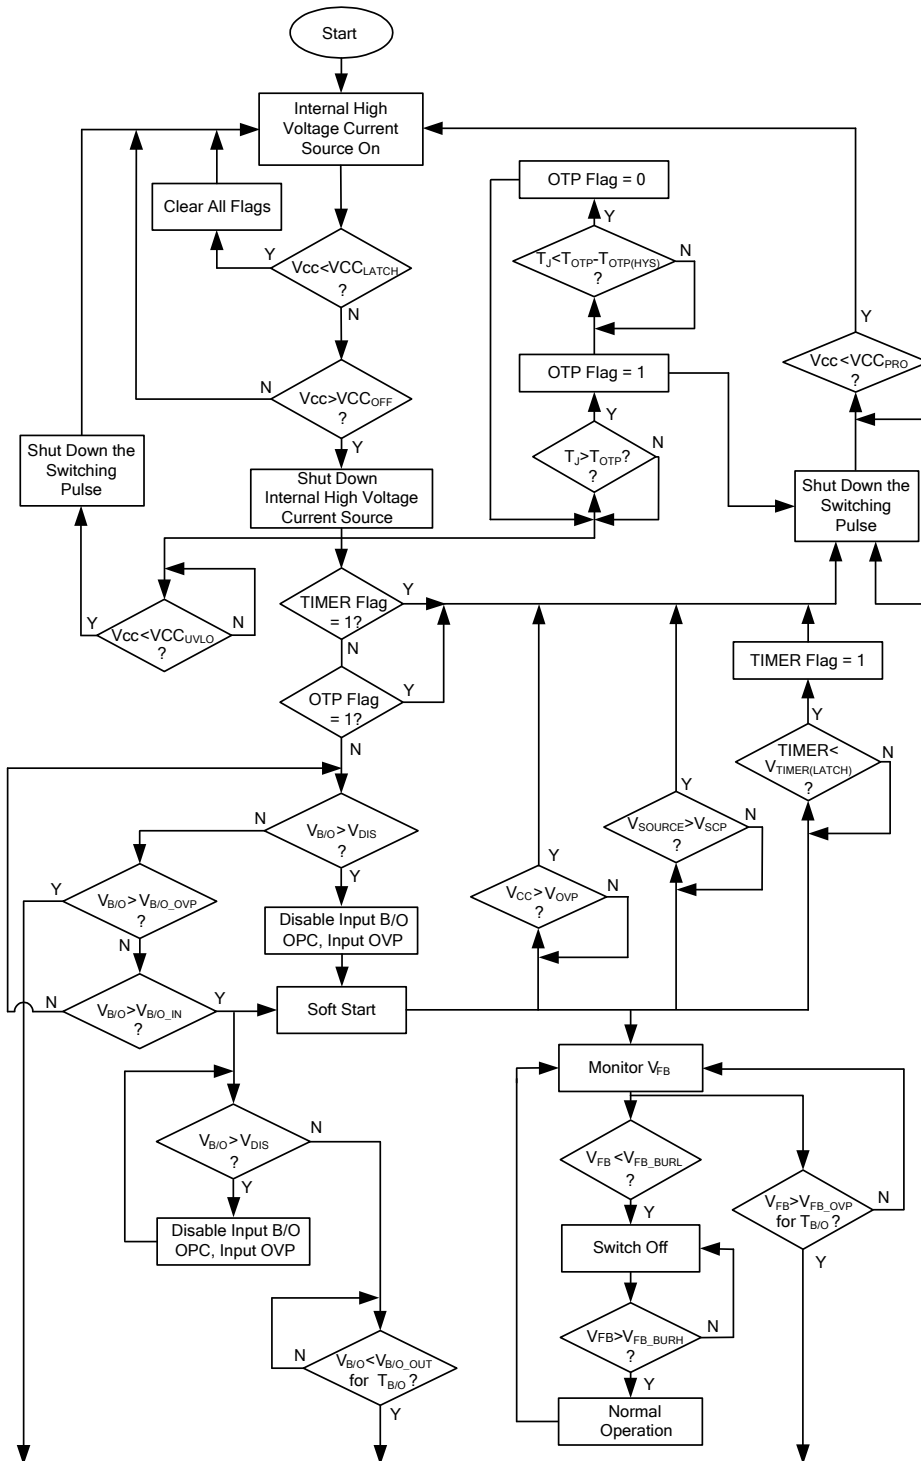 Start
Internal High
Voltage Current
Source On
OTP Flag = 0
Clear All Flags
Y
N
TJ<TOTP-TOTP(HYS)
?
Y
Vcc<VCCLATCH
?
N
Y
Vcc<VCCPRO
?
OTP Flag = 1
N
Vcc>VCCOFF
?
Y
Y
N
TJ>TOTP?
?
Shut Down the
Switching
Pulse
Shut Down
Internal High Voltage
Current Source
Shut Down the
Switching
Pulse
TIMER Flag
= 1?
Y
N
Y
Vcc<VCCUVLO
?
N
OTP Flag
= 1?
Y
N
TIMER Flag = 1
Y
TIMER<
VTIMER(LATCH)
?
N
N
VB/O>VDIS
?
Y
Y
VSOURCE>VSCP
?
N
Y
VCC>VOVP
?
N
Y
VB/O>VB/O_OVP
?
N
Disable Input B/O
OPC, Input OVP
N
VB/O>VB/O_IN
?
Y
Soft Start
Monitor VFB
VB/O>VDIS
?
N
Y
VFB<VFB_BURL
?
Y
VFB>VFB_OVP
for TB/O ?
N
Y
Disable Input B/O
OPC, Input OVP
Switch Off
VFB>VFB_BURH
?
N
Y
N
VB/O<VB/O_OUT
for TB/O ?
Y
Normal
Operation